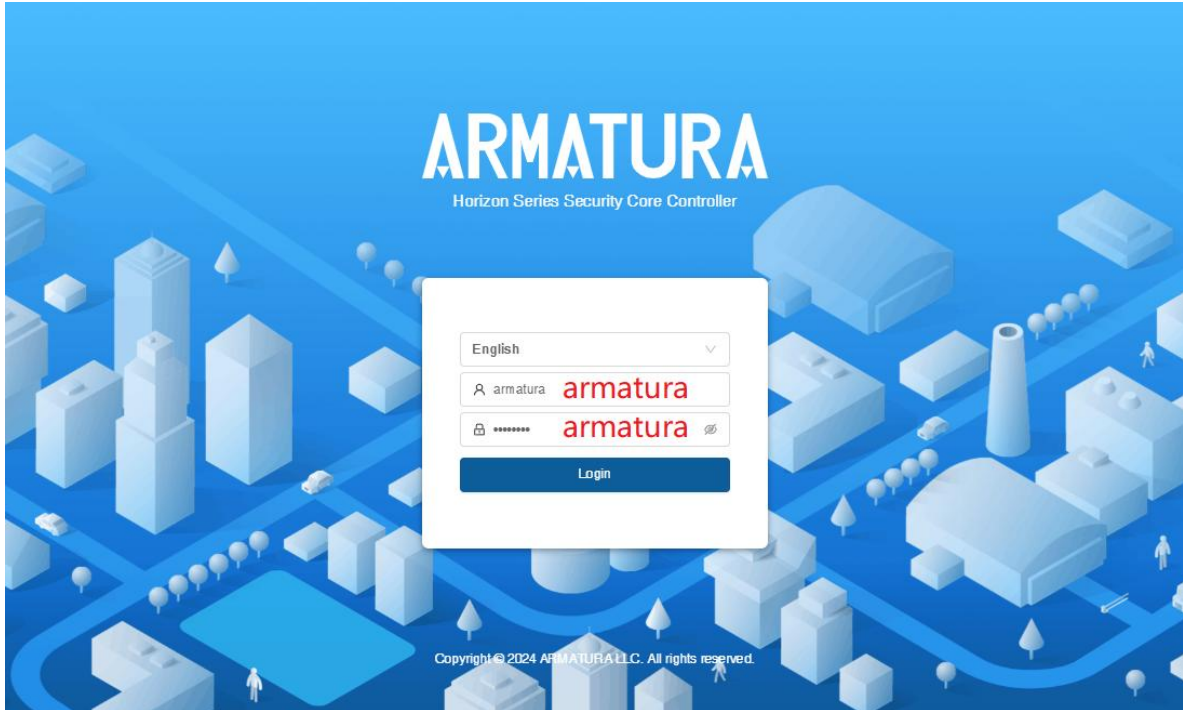 ARMATURA
Horizon Series Security Core Controller
English
armatura armatura
•••••••• armatura
Login
Copyright © 2024 ARMATURA LLC. All rights reserved.